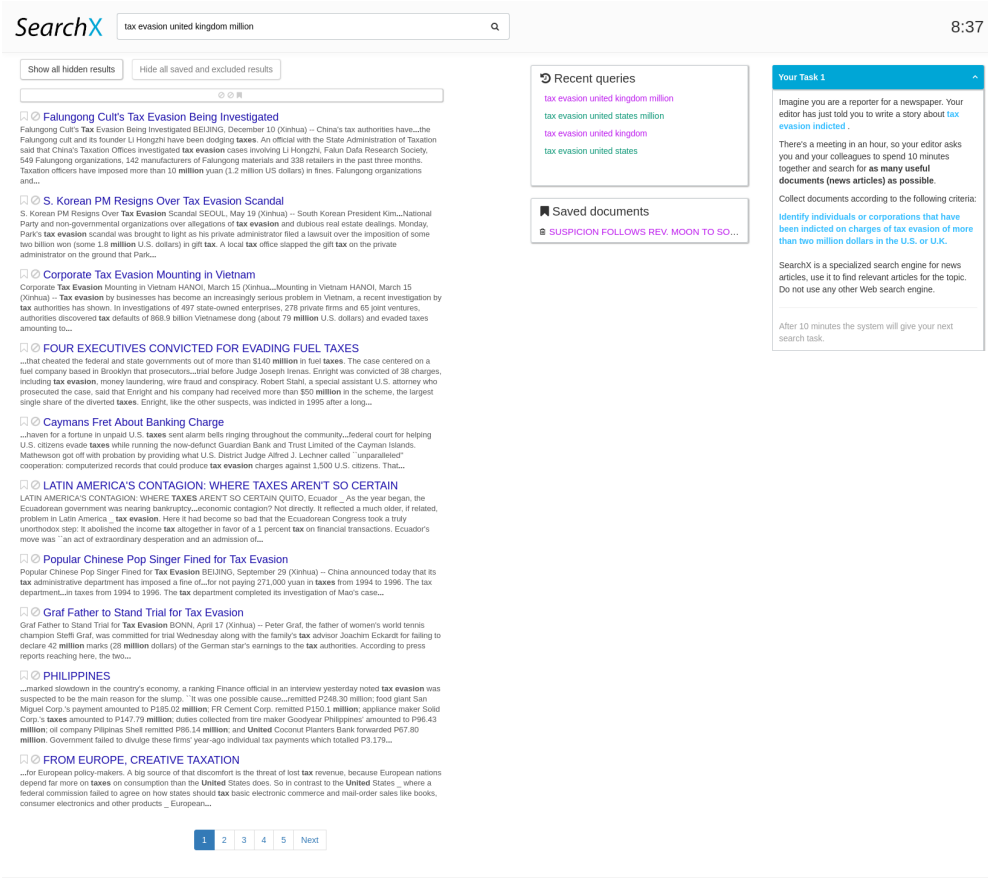 SearchX
tax evasion united kingdom million
8:37
Show all hidden results
Hide all saved and excluded results
Falungong Cult's Tax Evasion Being Investigated
Falungong Cult's Tax Evasion Being Investigated BEIJING, December 10 (Xinhua) -- China's tax authorities have...the
Falungong cult and its founder Li Hongzhi have been dodging taxes. An official with the State Administration of Taxation
said that China's Taxation Offices investigated tax evasion cases involving Li Hongzhi, Falun Dafa Research Society,
549 Falungong organizations, 142 manufacturers of Falungong materials and 338 retailers in the past three months.
Taxation officers have imposed more than 10 million yuan (1.2 million US dollars) in fines. Falungong organizations
and...
S. Korean PM Resigns Over Tax Evasion Scandal
S. Korean PM Resigns Over Tax Evasion Scandal SEOUL, May 19 (Xinhua) -- South Korean President Kim...National
Party and non-governmental organizations over allegations of tax evasion and dubious real estate dealings. Monday,
Park's tax evasion scandal was brought to light as his private administrator filed a lawsuit over the imposition of some
two billion won (some 1.8 million U.S. dollars) in gift tax. A local tax office slapped the gift tax on the private
administrator on the ground that Park...
Corporate Tax Evasion Mounting in Vietnam
Corporate Tax Evasion Mounting in Vietnam HANOI, March 15 (Xinhua...Mounting in Vietnam HANOI, March 15
(Xinhua) -- Tax evasion by businesses has become an increasingly serious problem in Vietnam, a recent investigation by
tax authorities has shown. In investigations of 497 state-owned enterprises, 278 private firms and 65 joint ventures,
authorities discovered tax defaults of 868.9 billion Vietnamese dong (about 79 million U.S. dollars) and evaded taxes
amounting to...
FOUR EXECUTIVES CONVICTED FOR EVADING FUEL TAXES
...that cheated the federal and state governments out of more than $140 million in fuel taxes. The case centered on a
fuel company based in Brooklyn that prosecutors...trial before Judge Joseph Irenas. Enright was convicted of 38 charges,
including tax evasion, money laundering, wire fraud and conspiracy. Robert Stahl, a special assistant U.S. attorney who
prosecuted the case, said that Enright and his company had received more than $50 million in the scheme, the largest
single share of the diverted taxes. Enright, like the other suspects, was indicted in 1995 after a long...
Caymans Fret About Banking Charge
...haven for a fortune in unpaid U.S. taxes sent alarm bells ringing throughout the community...federal court for helping
U.S. citizens evade taxes while running the now-defunct Guardian Bank and Trust Limited of the Cayman Islands.
Mathewson got off with probation by providing what U.S. District Judge Alfred J. Lechner called ``unparalleled''
cooperation: computerized records that could produce tax evasion charges against 1,500 U.S. citizens. That...
LATIN AMERICA'S CONTAGION: WHERE TAXES AREN'T SO CERTAIN
LATIN AMERICA'S CONTAGION: WHERE TAXES AREN'T SO CERTAIN QUITO, Ecuador _ As the year began, the
Ecuadorean government was nearing bankruptcy...economic contagion? Not directly. It reflected a much older, if related,
problem in Latin America _ tax evasion. Here it had become so bad that the Ecuadorean Congress took a truly
unorthodox step: it abolished the income tax altogether in favor of a 1 percent tax on financial transactions. Ecuador's
move was ``an act of extraordinary desperation and an admission of...
Popular Chinese Pop Singer Fined for Tax Evasion
Popular Chinese Pop Singer Fined for Tax Evasion BEIJING, September 29 (Xinhua) -- China announced today that its
tax administrative department has imposed a fine of...for not paying 271,000 yuan in taxes from 1994 to 1996. The tax
department...in taxes from 1994 to 1996. The tax department completed its investigation of Mao's case...
Graf Father to Stand Trial for Tax Evasion
Graf Father to Stand Trial for Tax Evasion BONN, April 17 (Xinhua) -- Peter Graf, the father of women's world tennis
champion Steffi Graf, was committed for trial Wednesday along with the family's tax advisor Joachim Eckardt for failing to
declare 42 million marks (28 million dollars) of the German star's earnings to the tax authorities. According to press
reports reaching here, the two...
PHILIPPINES
...marked slowdown in the country's economy, a ranking Finance official in an interview yesterday noted tax evasion was
suspected to be the main reason for the slump. ``It was one possible cause...remitted P248.30 million; food giant San
Miguel Corp.'s payment amounted to P185.02 million; FR Cement Corp. remitted P150.1 million; appliance maker Solid
Corp.'s taxes amounted to P147.79 million; duties collected from tire maker Goodyear Philippines' amounted to P96.43
million; oil company Pilipinas Shell remitted P86.14 million; and United Coconut Planters Bank forwarded P67.80
million. Government failed to divulge these firms' year-ago individual tax payments which totalled P3.179...
FROM EUROPE, CREATIVE TAXATION
...for European policy-makers. A big source of that discomfort is the threat of lost tax revenue, because European nations
depend far more on taxes on consumption than the United States does. So in contrast to the United States _ where a
federal commission failed to agree on how states should tax basic electronic commerce and mail-order sales like books,
consumer electronics and other products _ European...
1 2 3 4 5 Next
Recent queries
tax evasion united kingdom million
tax evasion united states million
tax evasion united kingdom
tax evasion united states
Saved documents
SUSPICION FOLLOWS REV. MOON TO SO...
Your Task 1
Imagine you are a reporter for a newspaper. Your
editor has just told you to write a story about tax
evasion indicted .
There's a meeting in an hour, so your editor asks
you and your colleagues to spend 10 minutes
together and search for as many useful
documents (news articles) as possible.
Collect documents according to the following criteria:
Identify individuals or corporations that have
been indicted on charges of tax evasion of more
than two million dollars in the U.S. or U.K.
SearchX is a specialized search engine for news
articles, use it to find relevant articles for the topic.
Do not use any other Web search engine.
After 10 minutes the system will give your next
search task.